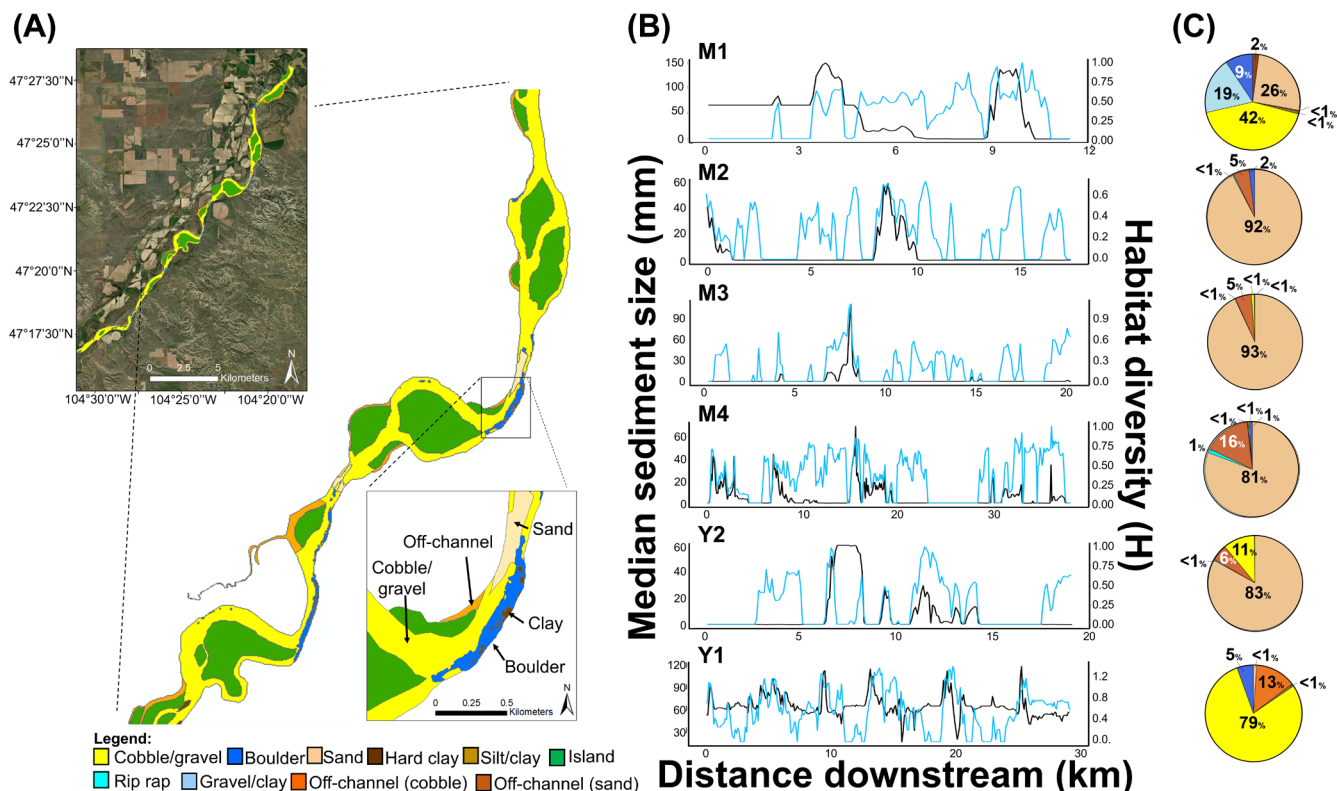 (A)
47°27'30"N
47°25'0"N
47°22'30"N
47°20'0"N
47°17'30"N
0 2.5 5
Kilometers
N
104°30'0"W 104°25'0"W 104°20'0"W
Sand
Off-channel
Cobble/
gravel
Clay
Boulder
0 0.25 0.5
Kilometers
N
Legend:
Cobble/gravel Boulder Sand Hard clay Silt/clay Island
Rip rap Gravel/clay Off-channel (cobble) Off-channel (sand)
(B)
Median sediment size (mm)
Habitat diversity (H)
M1
150 1.00
100 0.75
0.50
50 0.25
0 0.00
0 3 6 9 12
M2
60
0.6
40 0.4
20 0.2
0 0.0
0 5 10 15
M3
90 0.9
60 0.6
30 0.3
0 0.0
0 5 10 15 20
M4
1.00
60 0.75
40 0.50
20 0.25
0 0.00
0 10 20 30
Y2
60 1.00
0.75
40 0.50
20 0.25
0 0.00
0 5 10 15 20
Y1
120
90 1.2
0.8
60 0.4
30 0.0
0 10 20 30
Distance downstream (km)
(C)
2%
9%
19% 26%
<1%
<1%
42%
<1% 5% 2%
92%
<1% 5% <1% <1%
93%
<1% <1% 1%
1% 16%
81%
<1% 6% 11%
83%
5% <1%
13% <1%
79%